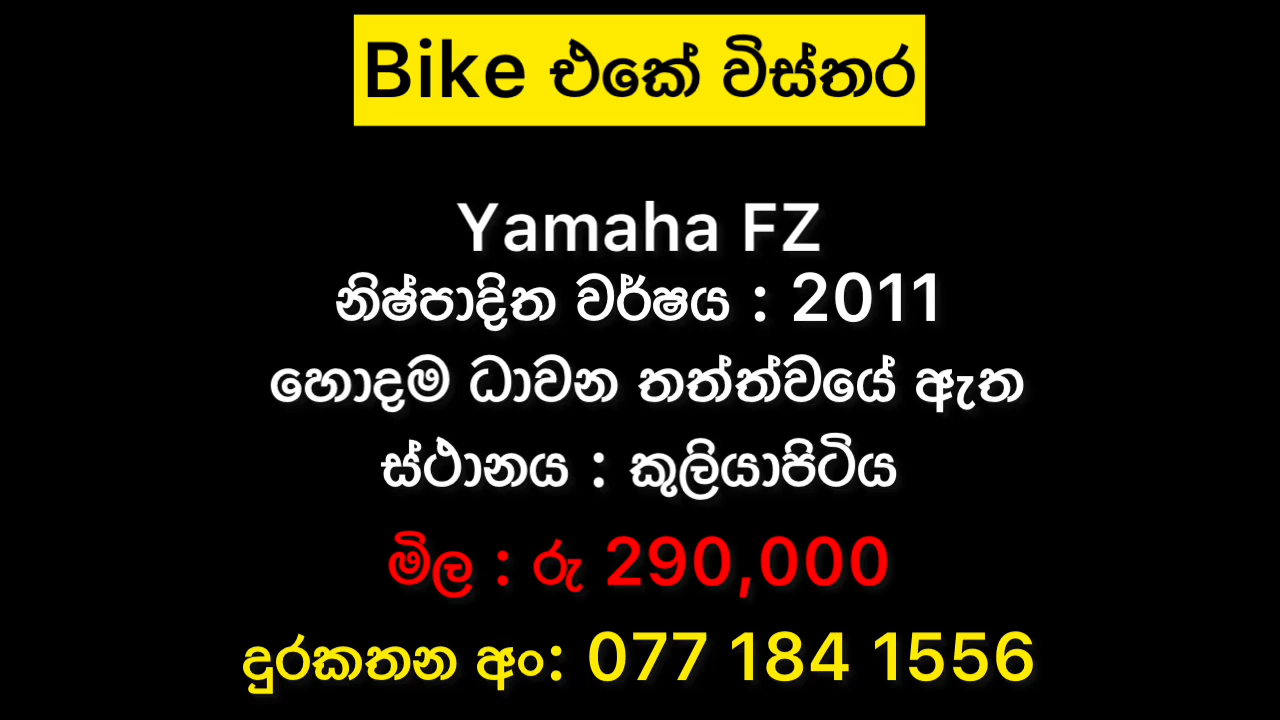 Bike එකේ විස්තර
Yamaha FZ
නිෂ්පාදිත වර්ෂය : 2011
හොදම ධාවන තත්ත්වයේ ඇත
ස්ථානය : කුලියාපිටිය
මිල : රු 290,000
දුරකතන අං: 077 184 1556